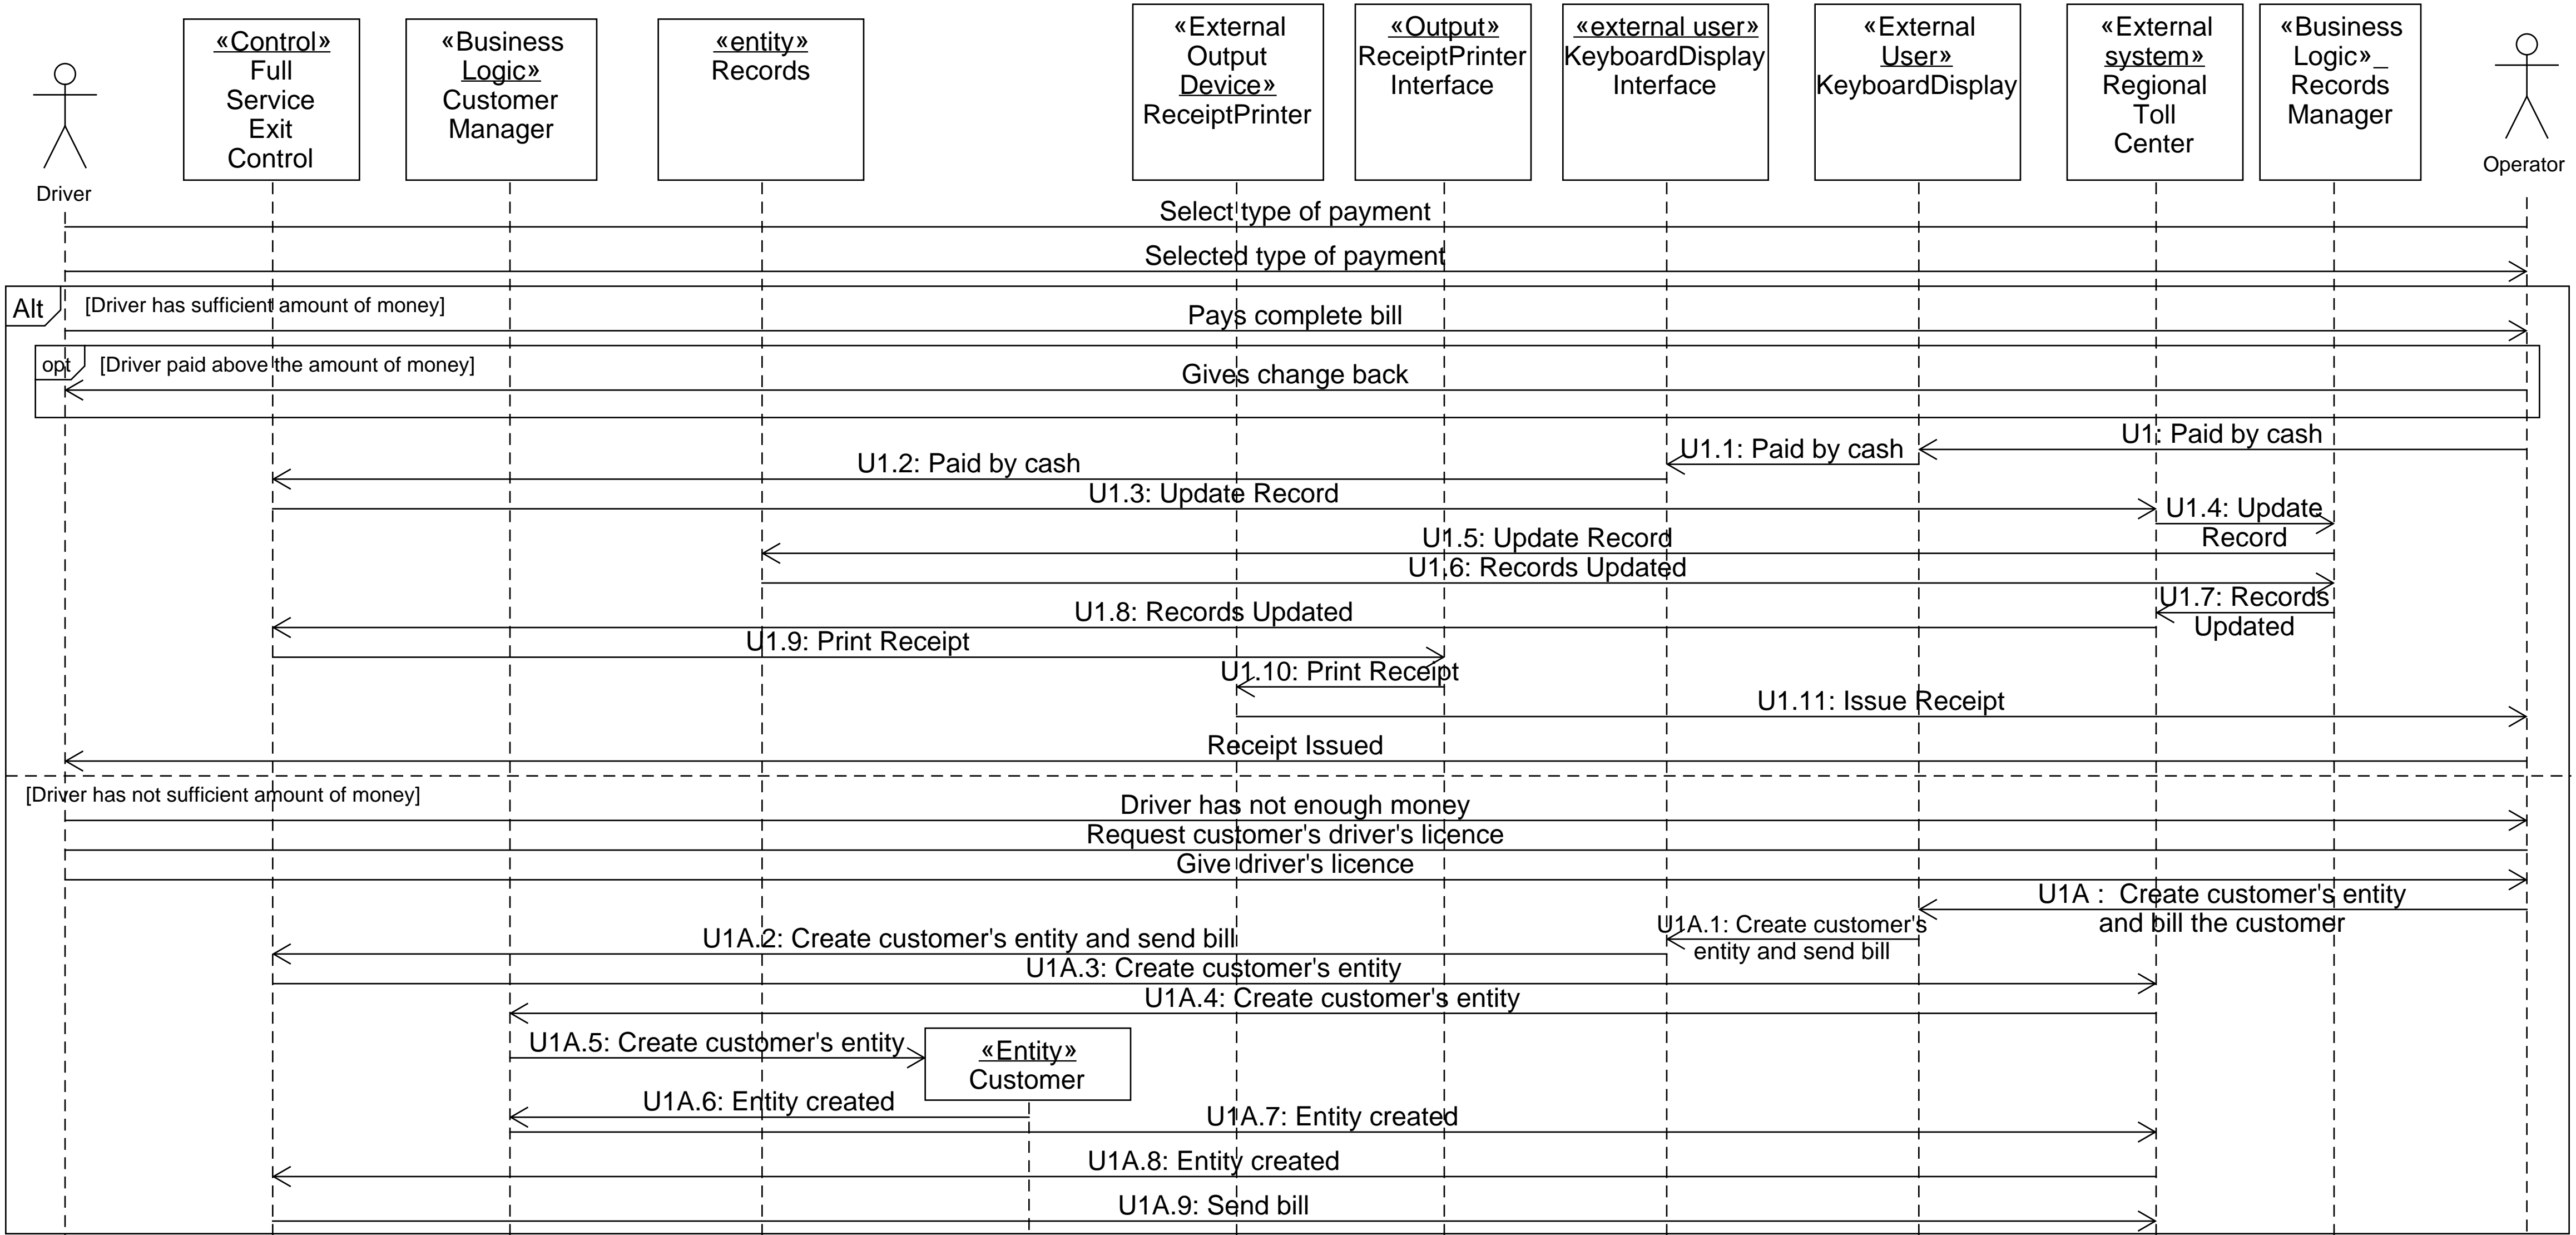 Driver
«Control»
Full
Service
Exit
Control
«Business
Logic»
Customer
Manager
«entity»
Records
«External
Output
Device»
ReceiptPrinter
«Output»
ReceiptPrinter
Interface
«external user»
KeyboardDisplay
Interface
«External
User»
KeyboardDisplay
«External
system»
Regional
Toll
Center
«Business
Logic»_
Records
Manager
Operator
Select type of payment
Selected type of payment
Alt
[Driver has sufficient amount of money]
Pays complete bill
opt
[Driver paid above the amount of money]
Gives change back
U1: Paid by cash
U1.1: Paid by cash
U1.2: Paid by cash
U1.3: Update Record
U1.4: Update
Record
U1.5: Update Record
U1.6: Records Updated
U1.7: Records
Updated
U1.8: Records Updated
U1.9: Print Receipt
U1.10: Print Receipt
U1.11: Issue Receipt
Receipt Issued
[Driver has not sufficient amount of money]
Driver has not enough money
Request customer's driver's licence
Give driver's licence
U1A :  Create customer's entity
and bill the customer
U1A.1: Create customer's
entity and send bill
U1A.2: Create customer's entity and send bill
U1A.3: Create customer's entity
U1A.4: Create customer's entity
U1A.5: Create customer's entity
«Entity»
Customer
U1A.6: Entity created
U1A.7: Entity created
U1A.8: Entity created
U1A.9: Send bill